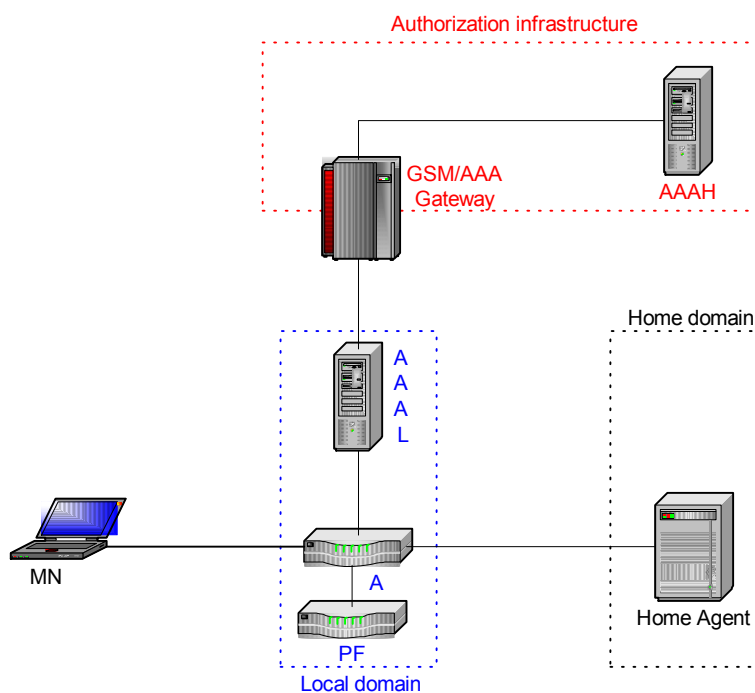 Authorization infrastructure
GSM/AAA
Gateway
AAAH
Home domain
A
A
A
L
MN
A
Home Agent
PF
Local domain